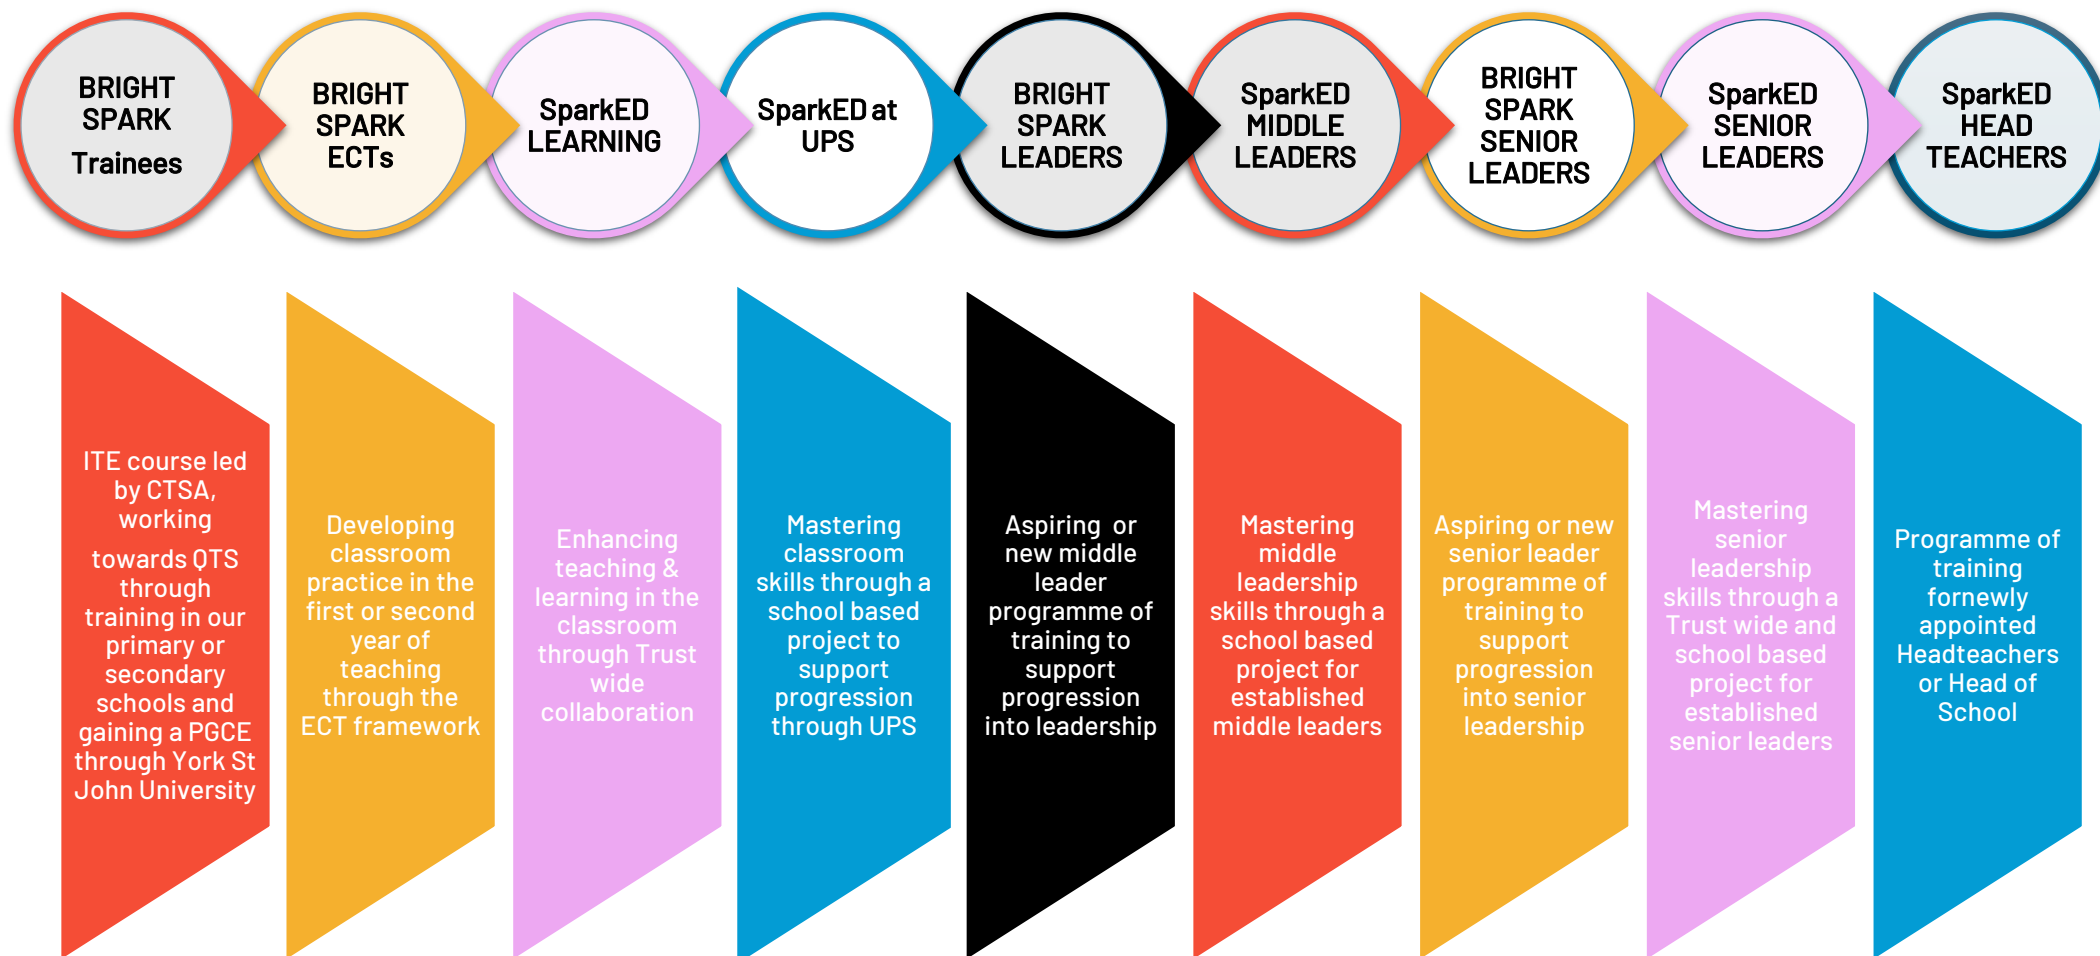 BRIGHT
SPARK
Trainees
BRIGHT
SPARK
ECTs
SparkED
LEARNING
SparkED at
UPS
BRIGHT
SPARK
LEADERS
SparkED
MIDDLE
LEADERS
BRIGHT
SPARK
SENIOR
LEADERS
SparkED
SENIOR
LEADERS
SparkED
HEAD
TEACHERS
ITE course led
by CTSA,
working
towards QTS
through
training in our
primary or
secondary
schools and
gaining a PGCE
through York St
John University
Developing
classroom
practice in the
first or second
year of
teaching
through the
ECT framework
Enhancing
teaching &
learning in the
classroom
through Trust
wide
collaboration
Mastering
classroom
skills through a
school based
project to
support
progression
through UPS
Aspiring  or
new middle
leader
programme of
training to
support
progression
into leadership
Mastering
middle
leadership
skills through a
school based
project for
established
middle leaders
Aspiring or new
senior leader
programme of
training to
support
progression
into senior
leadership
Mastering
senior
leadership
skills through a
Trust wide and
school based
project for
established
senior leaders
Programme of
training
fornewly
appointed
Headteachers
or Head of
School